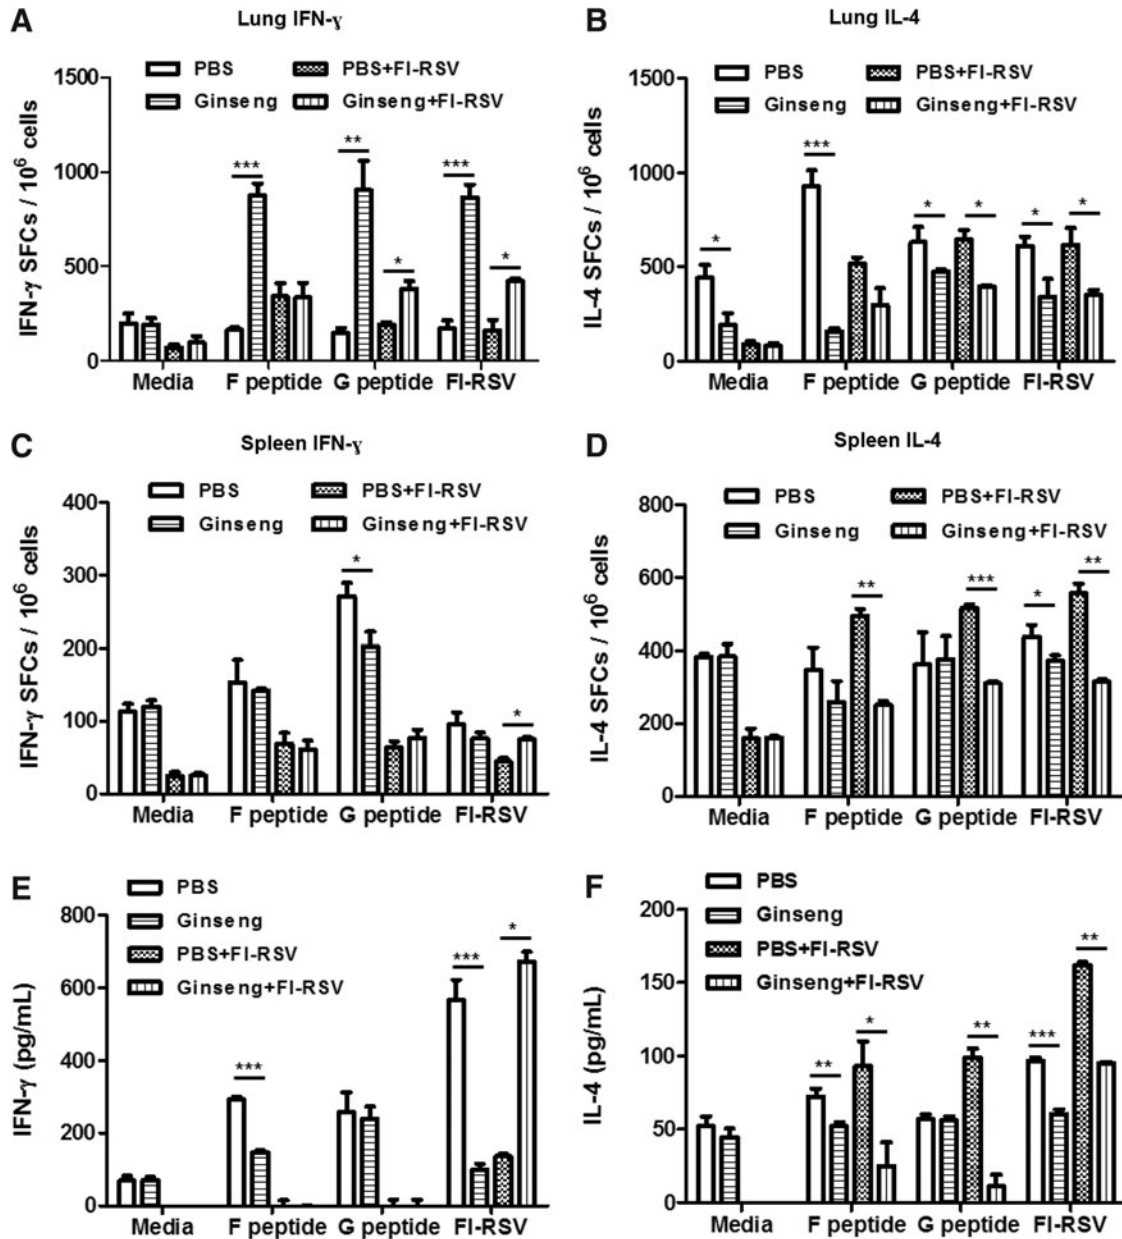 A
Lung IFN-ɣ
PBS
PBS+FI-RSV
Ginseng
Ginseng+FI-RSV
IFN-γ SFCs / 10⁶ cells
1500
1000
500
0
***
**
*
***
*
Media
F peptide
G peptide
FI-RSV
B
Lung IL-4
PBS
PBS+FI-RSV
Ginseng
Ginseng+FI-RSV
IL-4 SFCs / 10⁶ cells
1500
1000
500
0
*
***
*
*
*
*
Media
F peptide
G peptide
FI-RSV
C
Spleen IFN-ɣ
PBS
PBS+FI-RSV
Ginseng
Ginseng+FI-RSV
IFN-γ SFCs / 10⁶ cells
400
300
200
100
0
*
*
Media
F peptide
G peptide
FI-RSV
D
Spleen IL-4
PBS
PBS+FI-RSV
Ginseng
Ginseng+FI-RSV
IL-4 SFCs / 10⁶ cells
800
600
400
200
0
**
***
*
**
Media
F peptide
G peptide
FI-RSV
E
PBS
Ginseng
PBS+FI-RSV
Ginseng+FI-RSV
IFN-γ (pg/mL)
800
600
400
200
0
***
***
*
Media
F peptide
G peptide
FI-RSV
F
PBS
Ginseng
PBS+FI-RSV
Ginseng+FI-RSV
IL-4 (pg/mL)
200
150
100
50
0
**
*
**
***
**
Media
F peptide
G peptide
FI-RSV